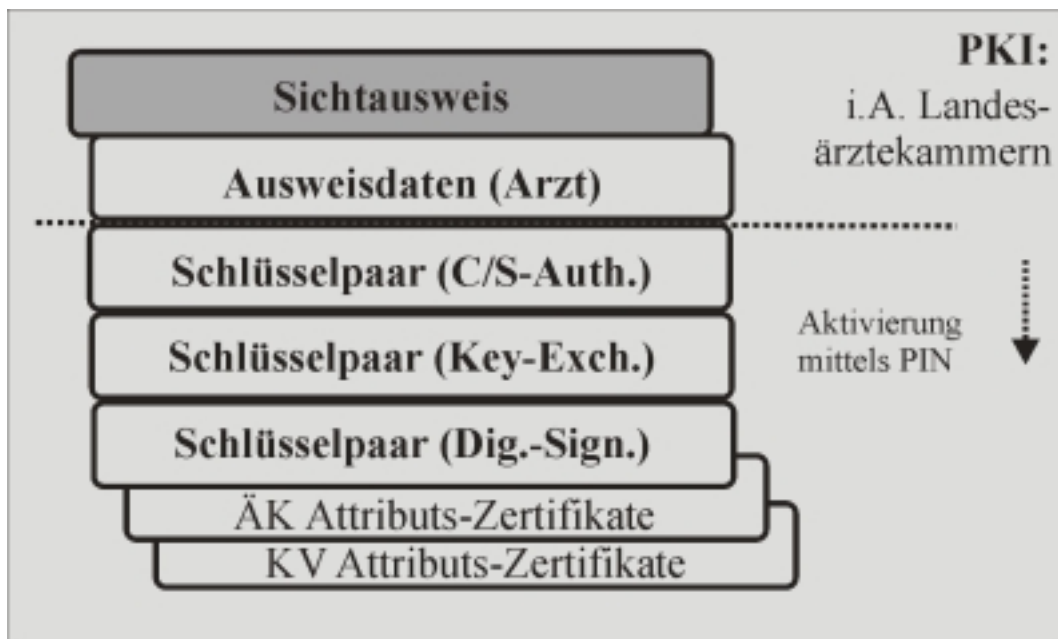 PKI:
i.A. Landes-
ärztekammern
Sichtausweis
Ausweisdaten (Arzt)
Schlüsselpaar (C/S-Auth.)
Schlüsselpaar (Key-Exch.)
Schlüsselpaar (Dig.-Sign.)
ÄK Attributs-Zertifikate
KV Attributs-Zertifikate
Aktivierung
mittels PIN